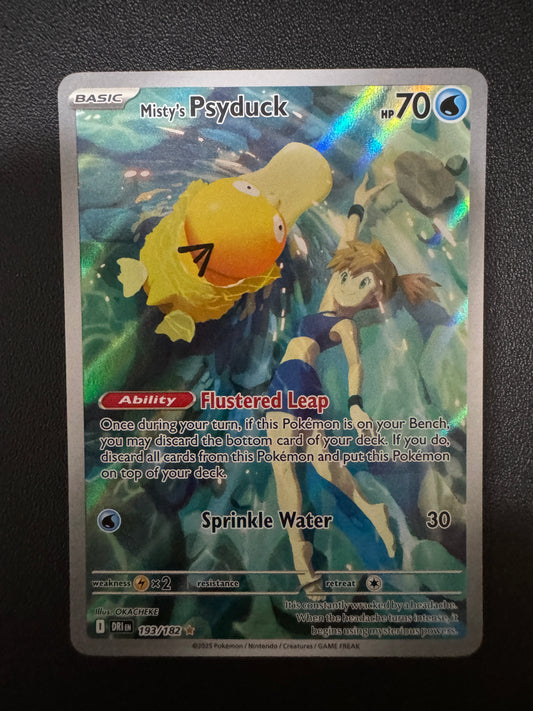 BASIC
Misty's Psyduck HP 70
Ability Flustered Leap
Once during your turn, if this Pokémon is on your Bench,
you may discard the bottom card of your deck. If you do,
discard all cards from this Pokémon and put this Pokémon
on top of your deck.
Sprinkle Water 30
weakness ×2 resistance retreat
Illus. OKACHEKE
It is constantly wracked by a headache.
When the headache turns intense, it
begins using mysterious powers.
I DRI EN 193/182
©2025 Pokémon / Nintendo / Creatures / GAME FREAK